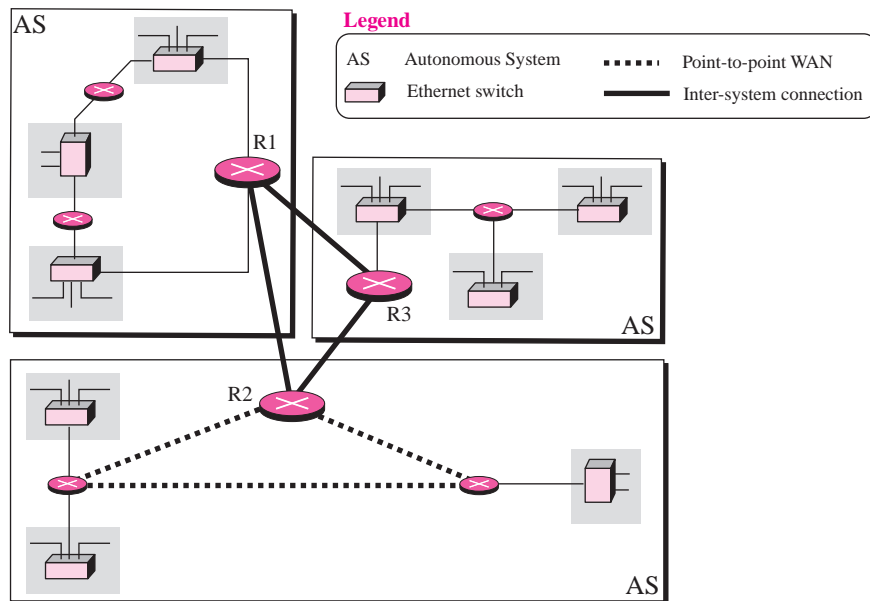 AS
Legend
AS Autonomous System Point-to-point WAN
Ethernet switch Inter-system connection
R1
R3
AS
R2
AS